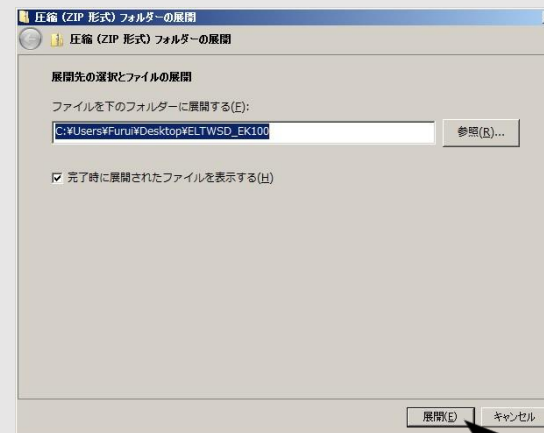 圧縮 (ZIP 形式) フォルダーの展開
圧縮 (ZIP 形式) フォルダーの展開
展開先の選択とファイルの展開
ファイルを下のフォルダーに展開する(F):
C:¥Users¥Furui¥Desktop¥ELTWSD_EK100
参照(R)...
完了時に展開されたファイルを表示する(H)
展開(E)
キャンセル